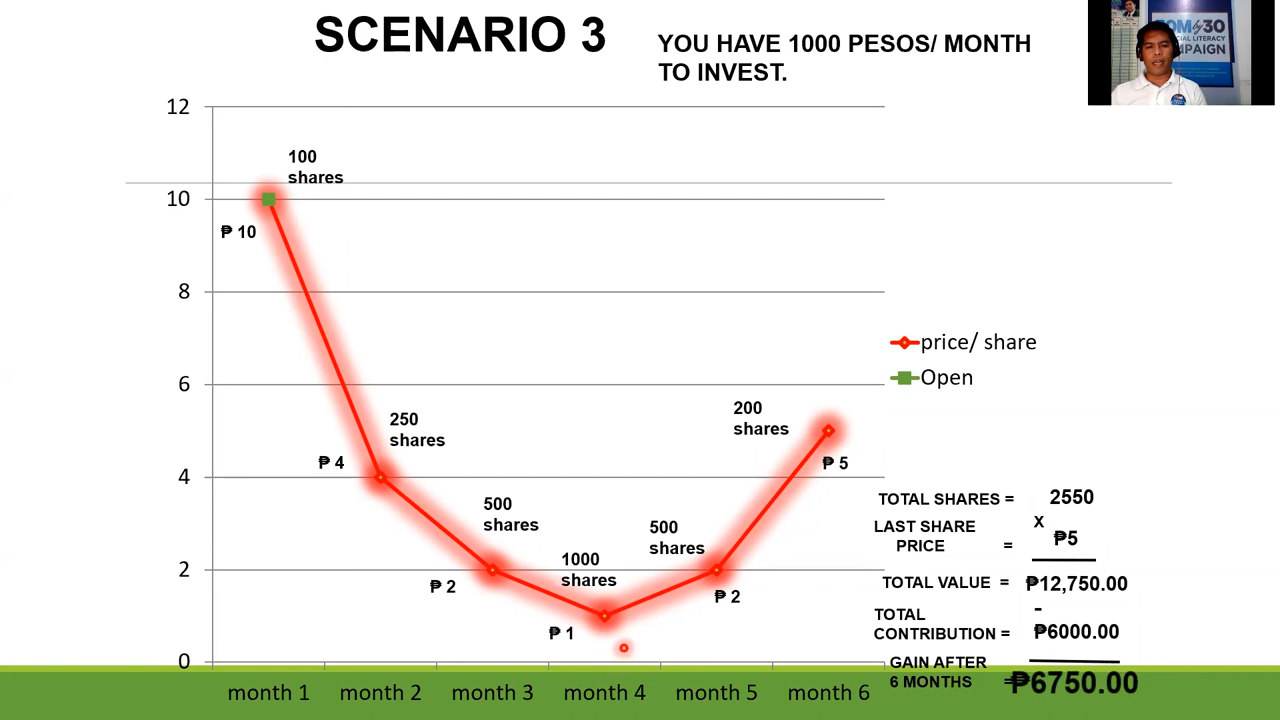 SCENARIO 3
YOU HAVE 1000 PESOS/ MONTH
TO INVEST.
12
10
8
6
4
2
0
100
shares
₱ 10
250
shares
₱ 4
500
shares
₱ 2
1000
shares
₱ 1
500
shares
₱ 2
200
shares
₱ 5
month 1
month 2
month 3
month 4
month 5
month 6
price/ share
Open
TOTAL SHARES = 2550
X
LAST SHARE
PRICE = ₱5
TOTAL VALUE = ₱12,750.00
-
TOTAL
CONTRIBUTION = ₱6000.00
GAIN AFTER
6 MONTHS =₱6750.00
30